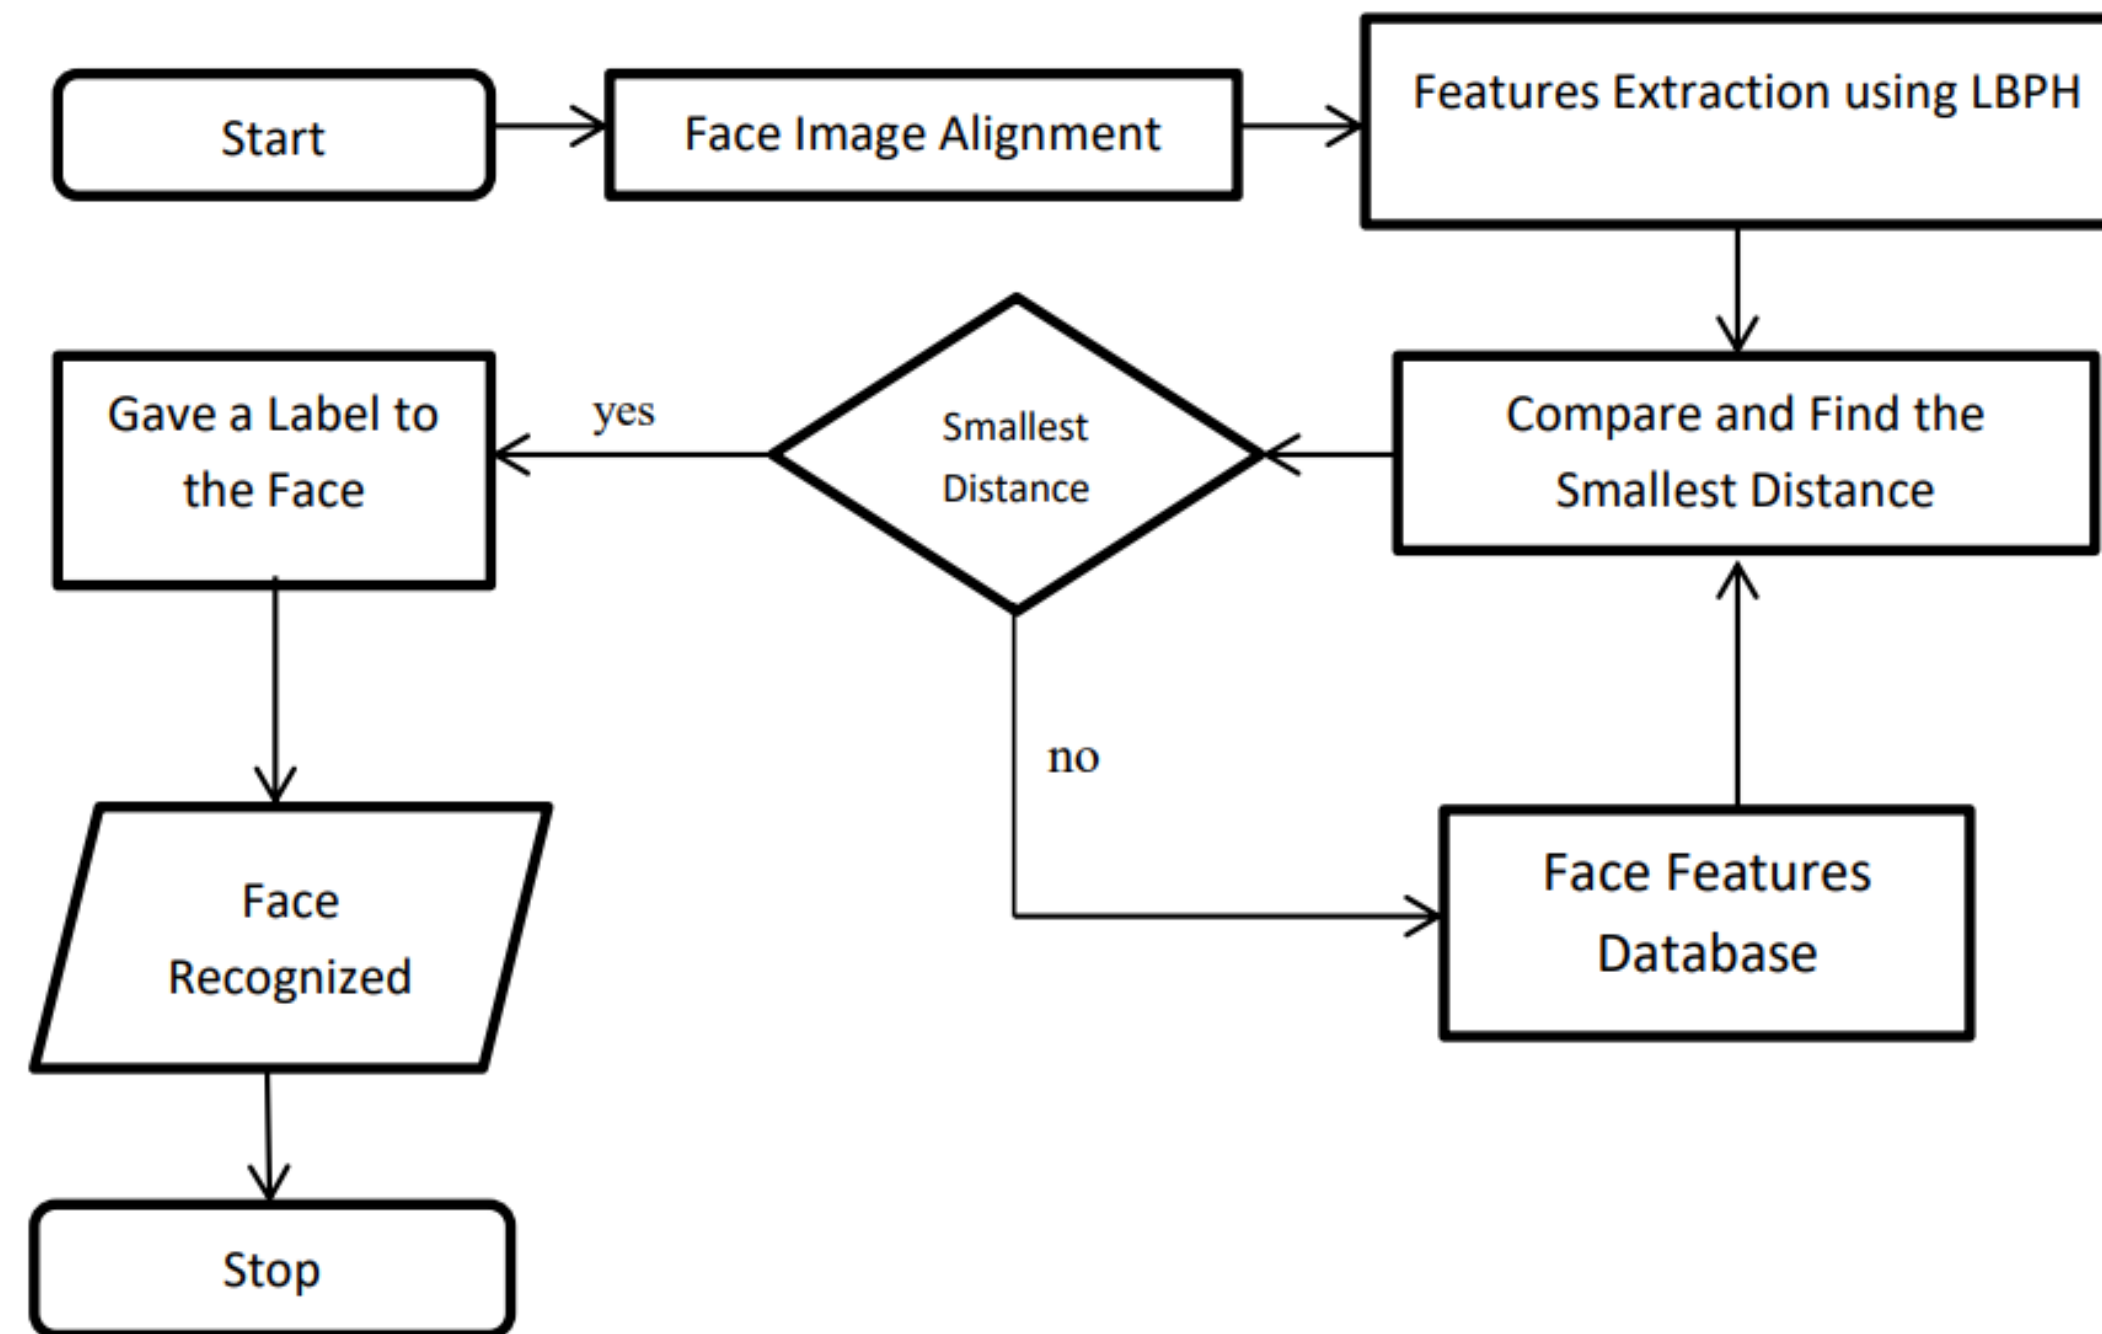 Start
Face Image Alignment
Features Extraction using LBPH
Compare and Find the
Smallest Distance
Smallest
Distance
yes
Gave a Label to
the Face
no
Face Features
Database
Face
Recognized
Stop